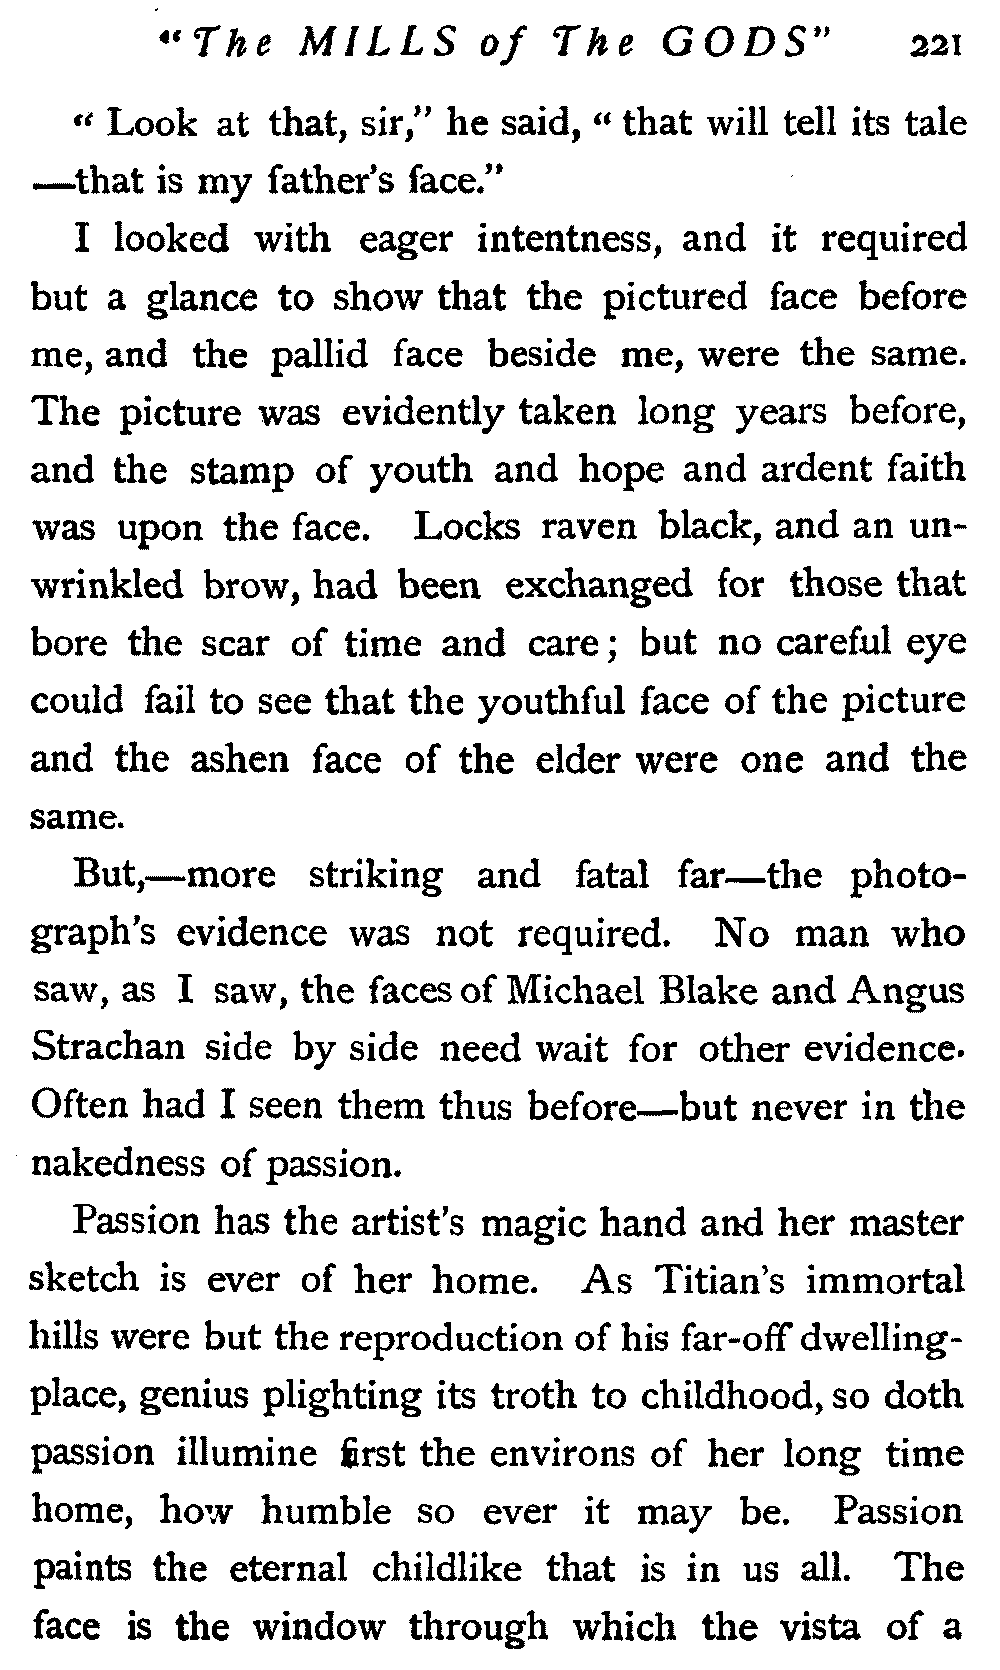 "The MILLS of The GODS" 221
" Look at that, sir," he said, " that will tell its tale
—that is my father's face."
I looked with eager intentness, and it required
but a glance to show that the pictured face before
me, and the pallid face beside me, were the same.
The picture was evidently taken long years before,
and the stamp of youth and hope and ardent faith
was upon the face. Locks raven black, and an un-
wrinkled brow, had been exchanged for those that
bore the scar of time and care; but no careful eye
could fail to see that the youthful face of the picture
and the ashen face of the elder were one and the
same.
But,—more striking and fatal far—the photo-
graph's evidence was not required. No man who
saw, as I saw, the faces of Michael Blake and Angus
Strachan side by side need wait for other evidence.
Often had I seen them thus before—but never in the
nakedness of passion.
Passion has the artist's magic hand and her master
sketch is ever of her home. As Titian's immortal
hills were but the reproduction of his far-off dwelling-
place, genius plighting its troth to childhood, so doth
passion illumine first the environs of her long time
home, how humble so ever it may be. Passion
paints the eternal childlike that is in us all. The
face is the window through which the vista of a